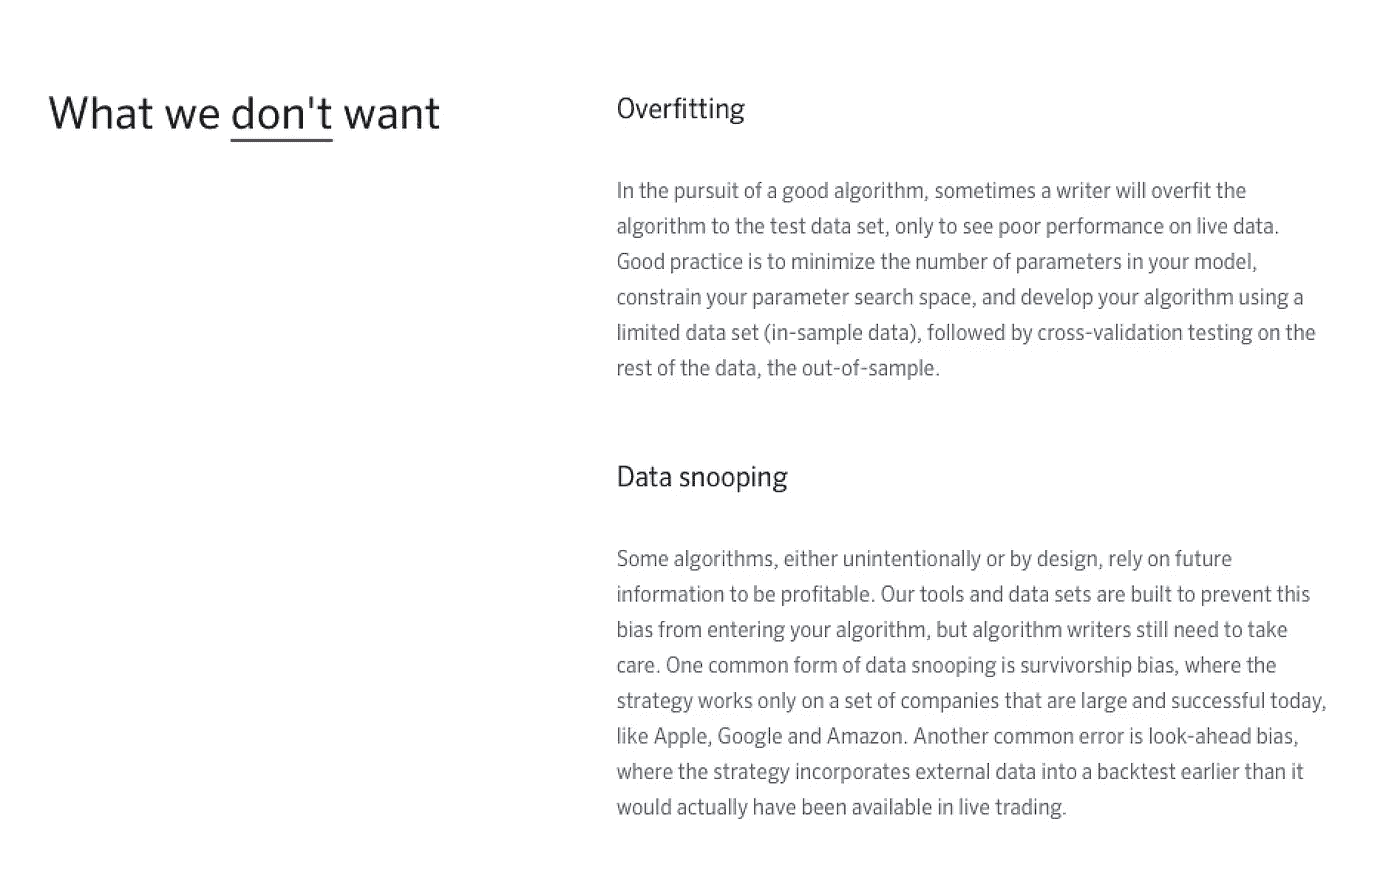 What we don't want
Overfitting
In the pursuit of a good algorithm, sometimes a writer will overfit the
algorithm to the test data set, only to see poor performance on live data.
Good practice is to minimize the number of parameters in your model,
constrain your parameter search space, and develop your algorithm using a
limited data set (in-sample data), followed by cross-validation testing on the
rest of the data, the out-of-sample.
Data snooping
Some algorithms, either unintentionally or by design, rely on future
information to be profitable. Our tools and data sets are built to prevent this
bias from entering your algorithm, but algorithm writers still need to take
care. One common form of data snooping is survivorship bias, where the
strategy works only on a set of companies that are large and successful today,
like Apple, Google and Amazon. Another common error is look-ahead bias,
where the strategy incorporates external data into a backtest earlier than it
would actually have been available in live trading.